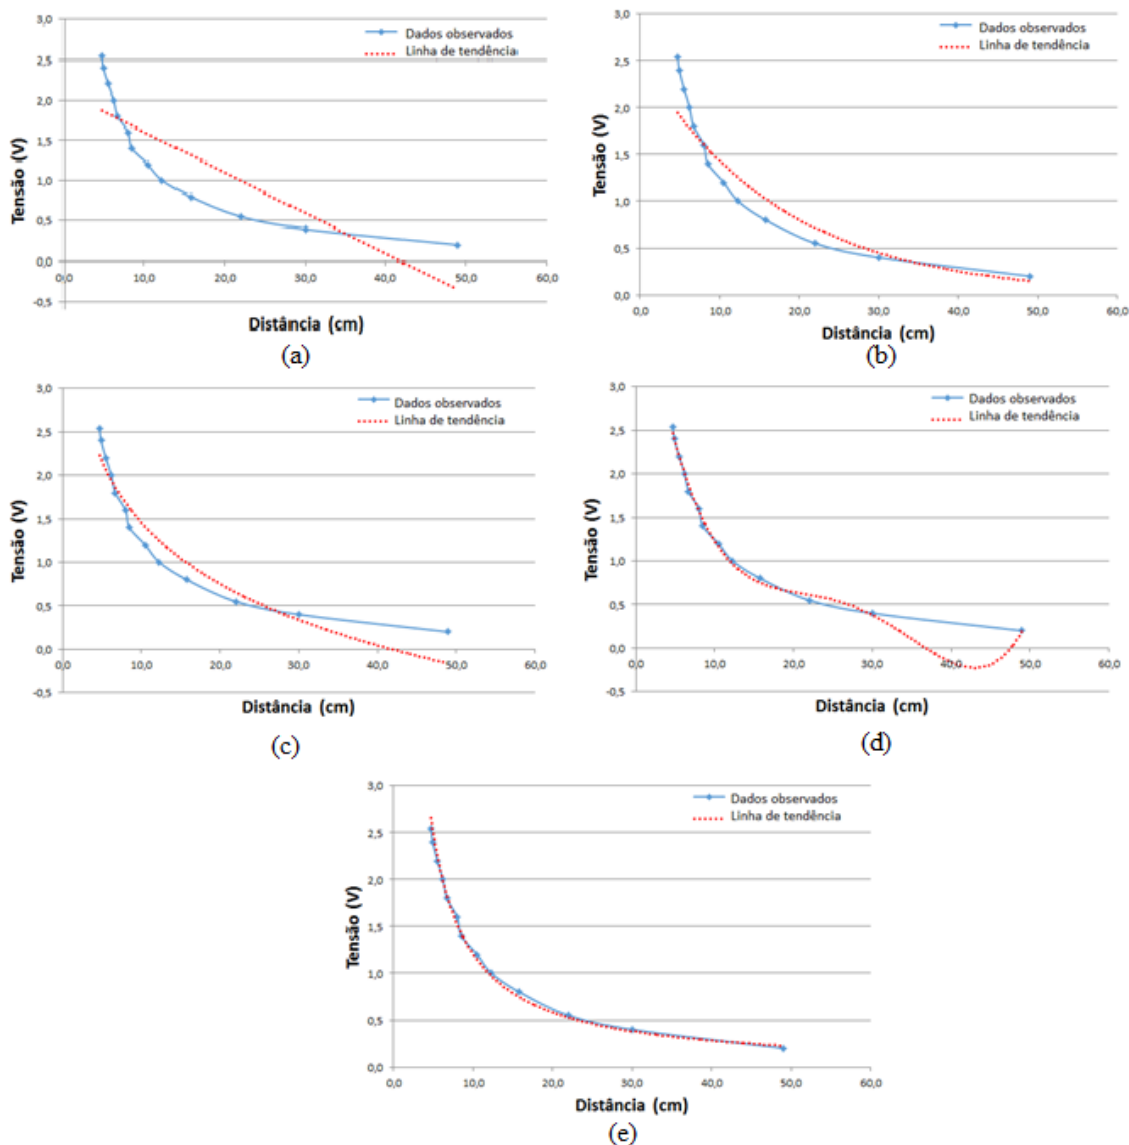 3,0
Dados observados
Linha de tendência
2,5
2,0
1,5
1,0
0,5
0,0
0,0 10,0 20,0 30,0 40,0 50,0 60,0
-0,5
Tensão (V)
Distância (cm)
(a)
3,0
Dados observados
Linha de tendência
2,5
2,0
1,5
1,0
0,5
0,0
0,0 10,0 20,0 30,0 40,0 50,0 60,0
Tensão (V)
Distância (cm)
(b)
3,0
Dados observados
Linha de tendência
2,5
2,0
1,5
1,0
0,5
0,0
0,0 10,0 20,0 30,0 40,0 50,0 60,0
-0,5
Tensão (V)
Distância (cm)
(c)
3,0
Dados observados
Linha de tendência
2,5
2,0
1,5
1,0
0,5
0,0
0,0 10,0 20,0 30,0 40,0 50,0 60,0
-0,5
Tensão (V)
Distância (cm)
(d)
3,0
Dados observados
Linha de tendência
2,5
2,0
1,5
1,0
0,5
0,0
0,0 10,0 20,0 30,0 40,0 50,0 60,0
Tensão (V)
Distância (cm)
(e)